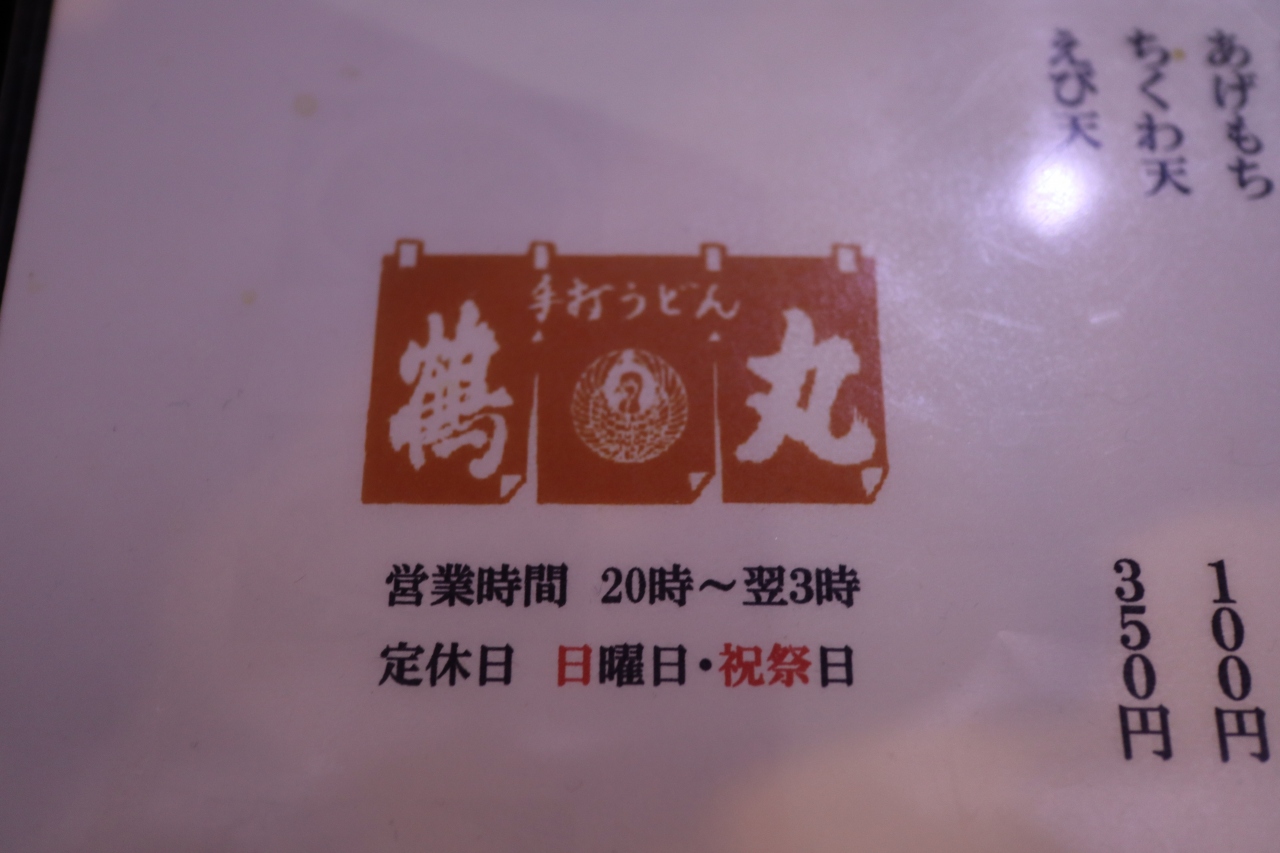 手打うどん
鶴丸
営業時間 20時～翌3時
定休日 日曜日・祝祭日
あげもち
ちくわ天 100円
えび天 350円